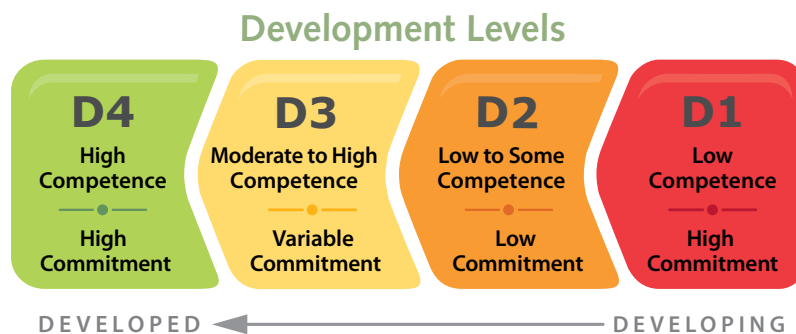 Development Levels
D4
High
Competence
High
Commitment
D3
Moderate to High
Competence
Variable
Commitment
D2
Low to Some
Competence
Low
Commitment
D1
Low
Competence
High
Commitment
DEVELOPED
DEVELOPING